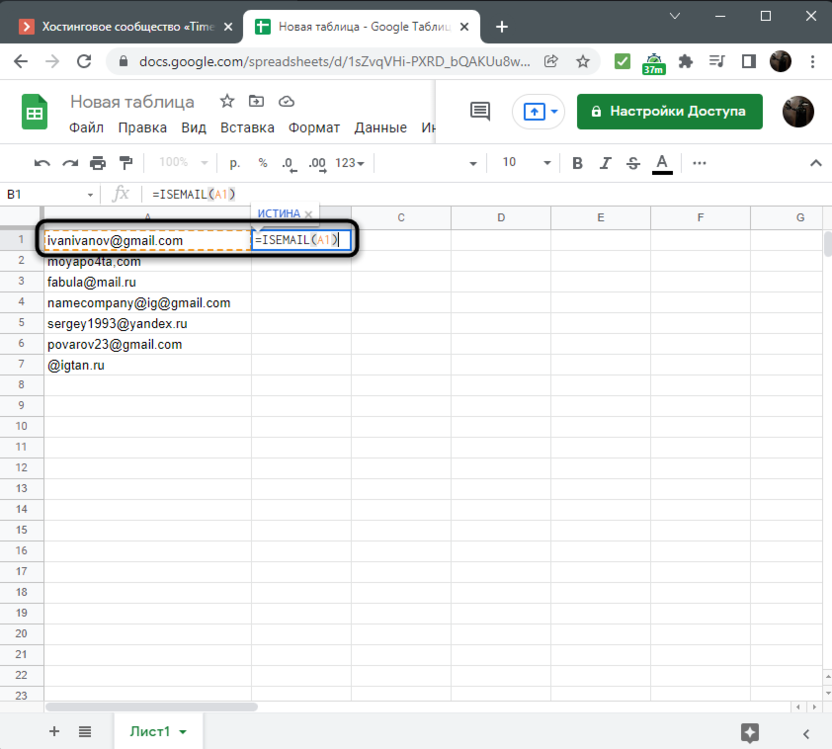 Хостинговое сообщество «Time
Новая таблица - Google Таблиц
docs.google.com/spreadsheets/d/1sZvqVHi-PXRD_bQAKUu8w...
37m
Новая таблица
Файл Правка Вид Вставка Формат Данные Ин
Настройки Доступа
100% р. % .0 .00 123 10 B I S A
B1 fx =ISEMAIL(A1)
ИСТИНА ×
A C D E F G
1 ivanivanov@gmail.com =ISEMAIL(A1)
2 moyapo4ta,com
3 fabula@mail.ru
4 namecompany@ig@gmail.com
5 sergey1993@yandex.ru
6 povarov23@gmail.com
7 @igtan.ru
8
9
10
11
12
13
14
15
16
17
18
19
20
21
22
23
Лист1